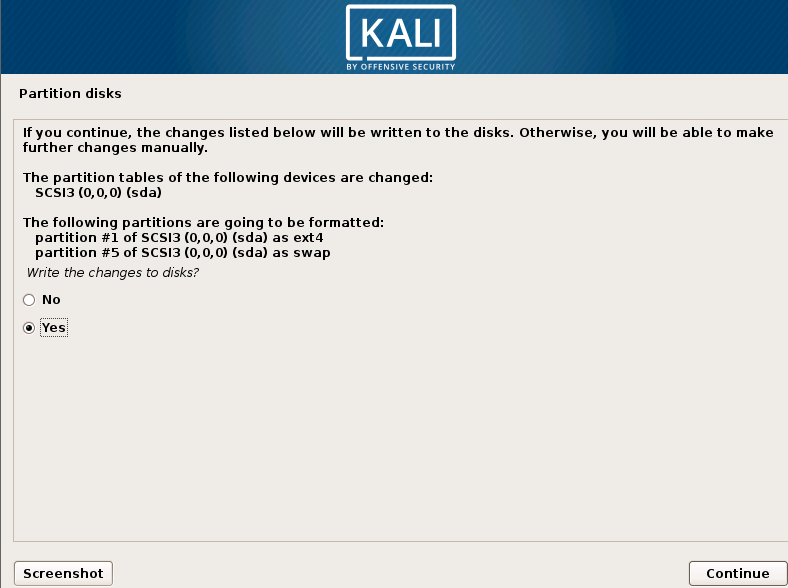 KALI
BY OFFENSIVE SECURITY
Partition disks
If you continue, the changes listed below will be written to the disks. Otherwise, you will be able to make
further changes manually.
The partition tables of the following devices are changed:
SCSI3 (0,0,0) (sda)
The following partitions are going to be formatted:
partition #1 of SCSI3 (0,0,0) (sda) as ext4
partition #5 of SCSI3 (0,0,0) (sda) as swap
Write the changes to disks?
No
Yes
Screenshot
Continue